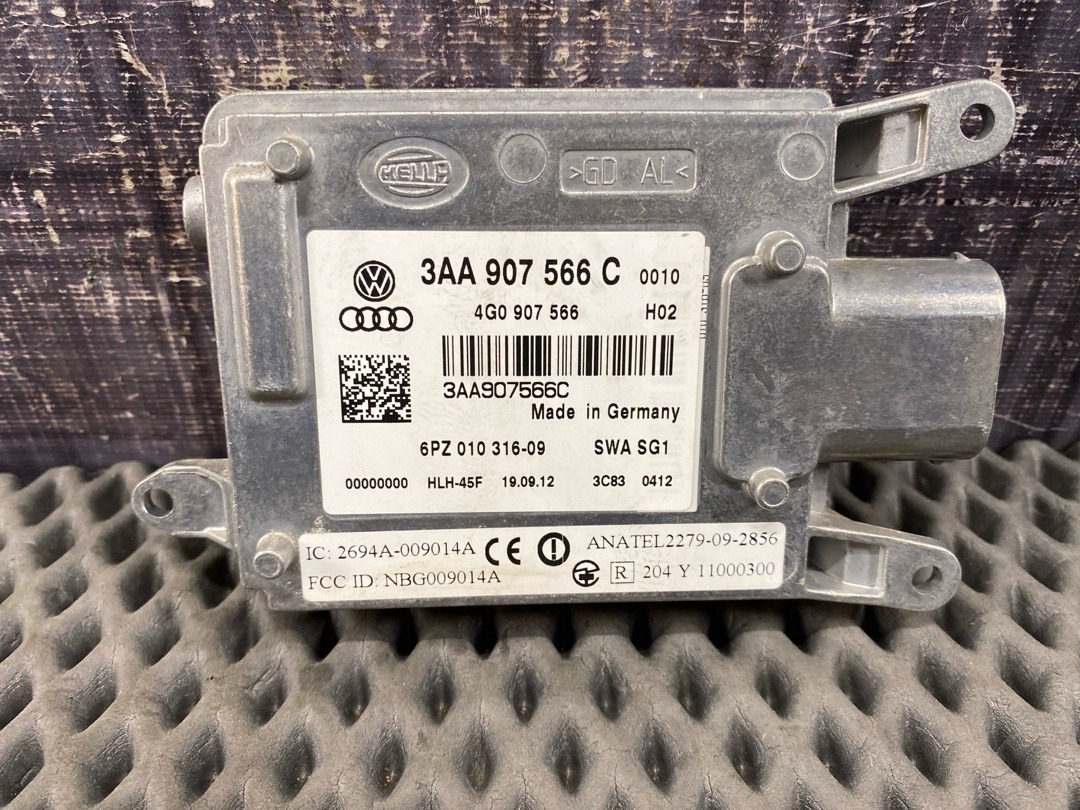 HELLA
>GD AL<
VW
3AA 907 566 C 0010
4G0 907 566 H02
3AA907566C
Made in Germany
6PZ 010 316-09 SWA SG1
00000000 HLH-45F 19.09.12 3C83 0412
IC: 2694A-009014A CE ANATEL2279-09-2856
FCC ID: NBG009014A R 204 Y 11000300